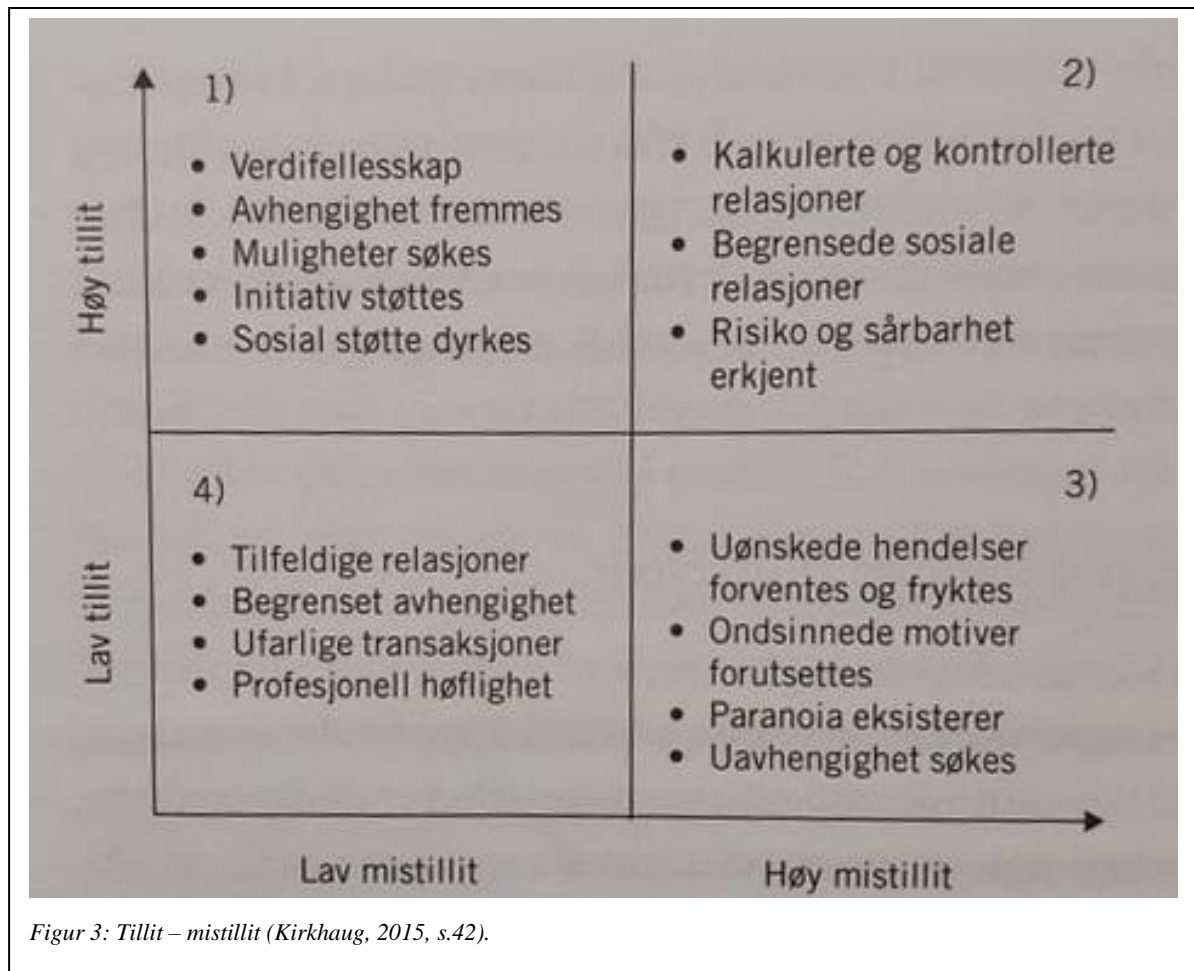 1)
• Verdifellesskap
• Avhengighet fremmes
• Muligheter søkes
• Initiativ støttes
• Sosial støtte dyrkes
2)
• Kalkulerte og kontrollerte
relasjoner
• Begrensede sosiale
relasjoner
• Risiko og sårbarhet
erkjent
Høy tillit
4)
• Tilfeldige relasjoner
• Begrenset avhengighet
• Ufarlige transaksjoner
• Profesjonell høflighet
3)
• Uønskede hendelser
forventes og fryktes
• Ondsinnede motiver
forutsettes
• Paranoia eksisterer
• Uavhengighet søkes
Lav tillit
Lav mistillit
Høy mistillit
Figur 3: Tillit – mistillit (Kirkhaug, 2015, s.42).